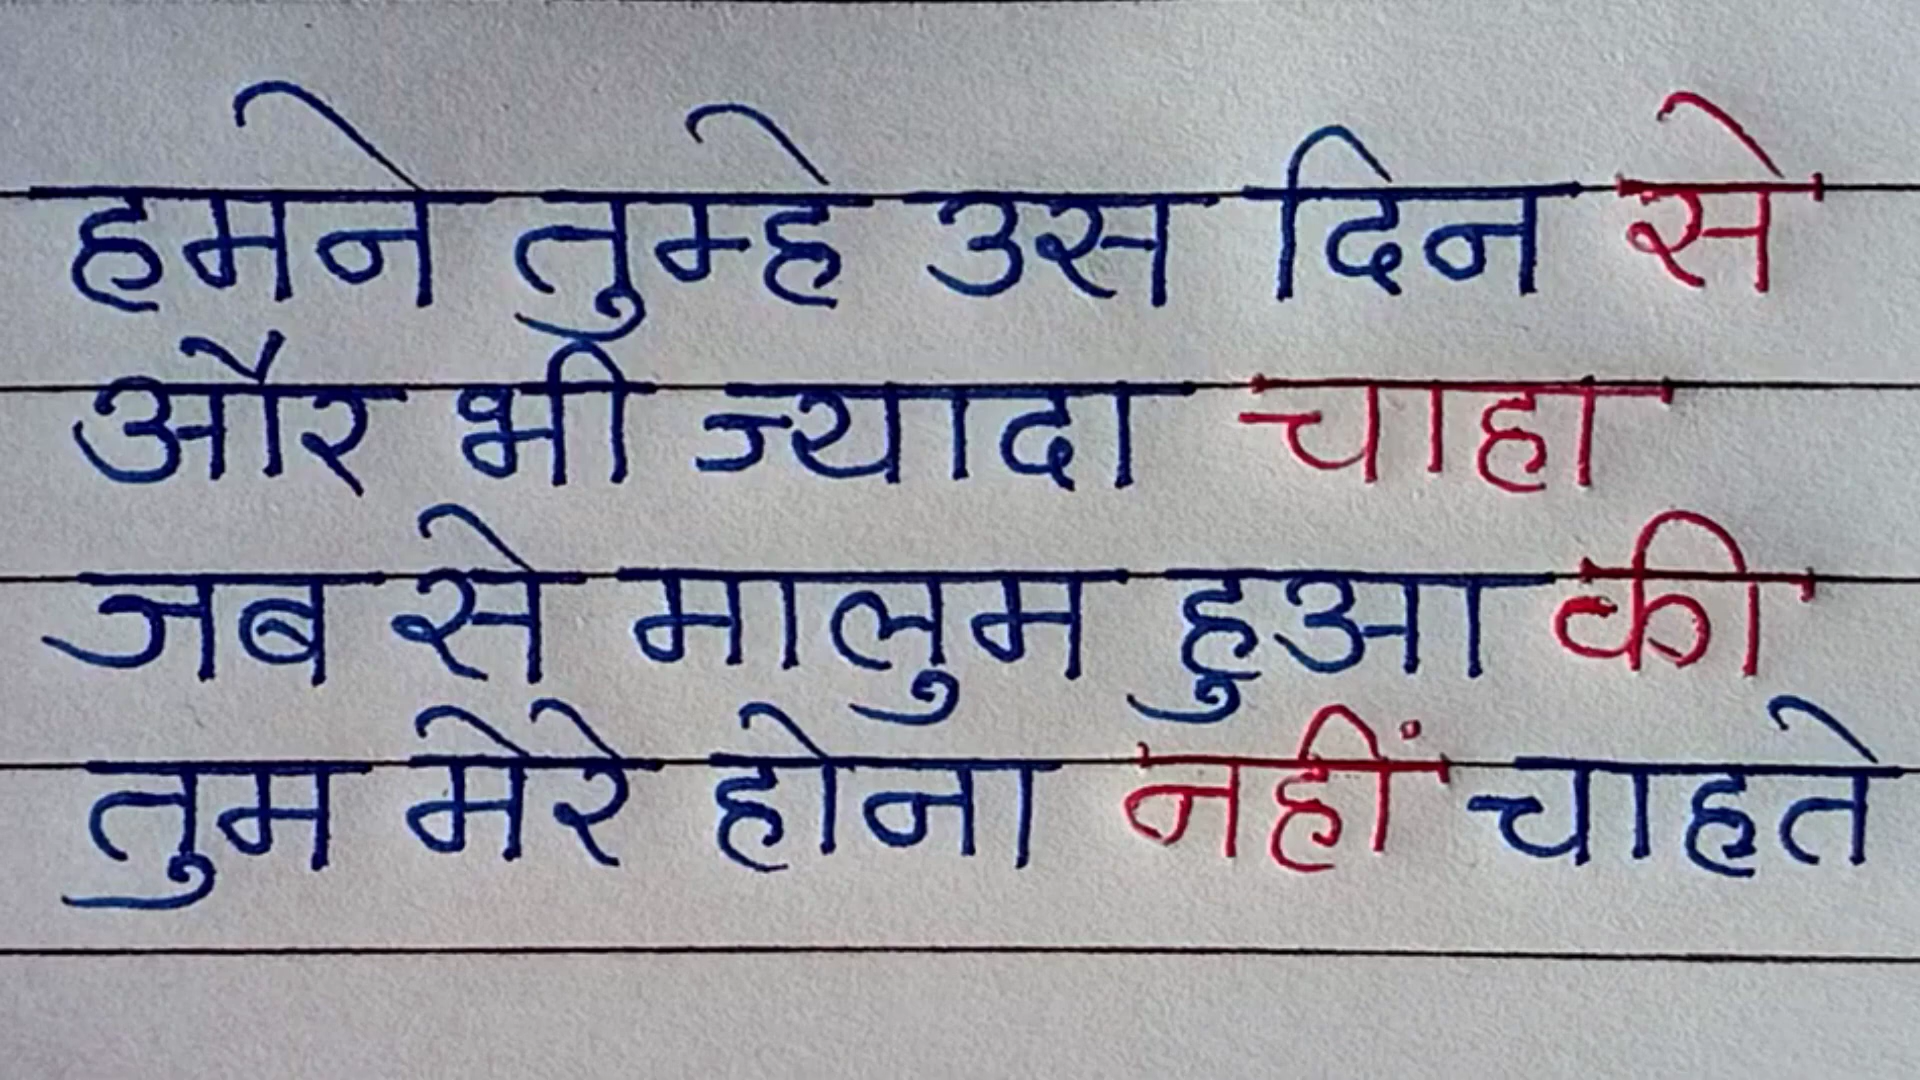 हमने तुम्हे उस दिन से
और भी ज्यादा चाहा
जब से मालुम हुआ की
तुम मेरे होना नहीं चाहते